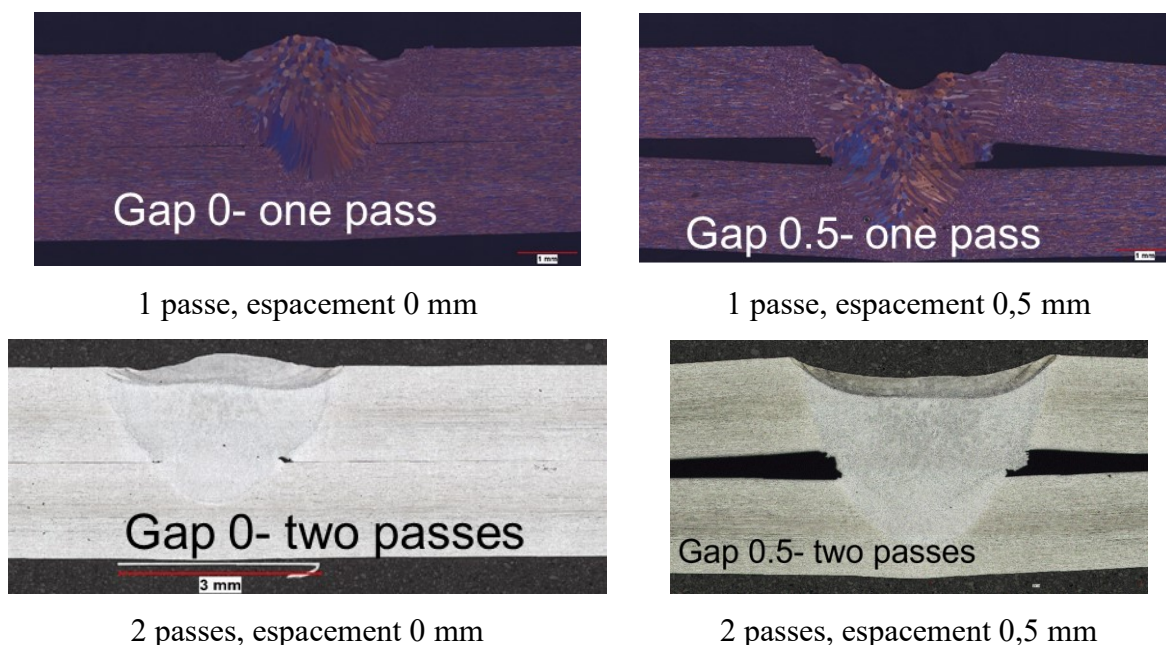 Gap 0- one pass
1 mm
Gap 0.5- one pass
1 mm
1 passe, espacement 0 mm
1 passe, espacement 0,5 mm
Gap 0- two passes
3 mm
Gap 0.5- two passes
2 passes, espacement 0 mm
2 passes, espacement 0,5 mm